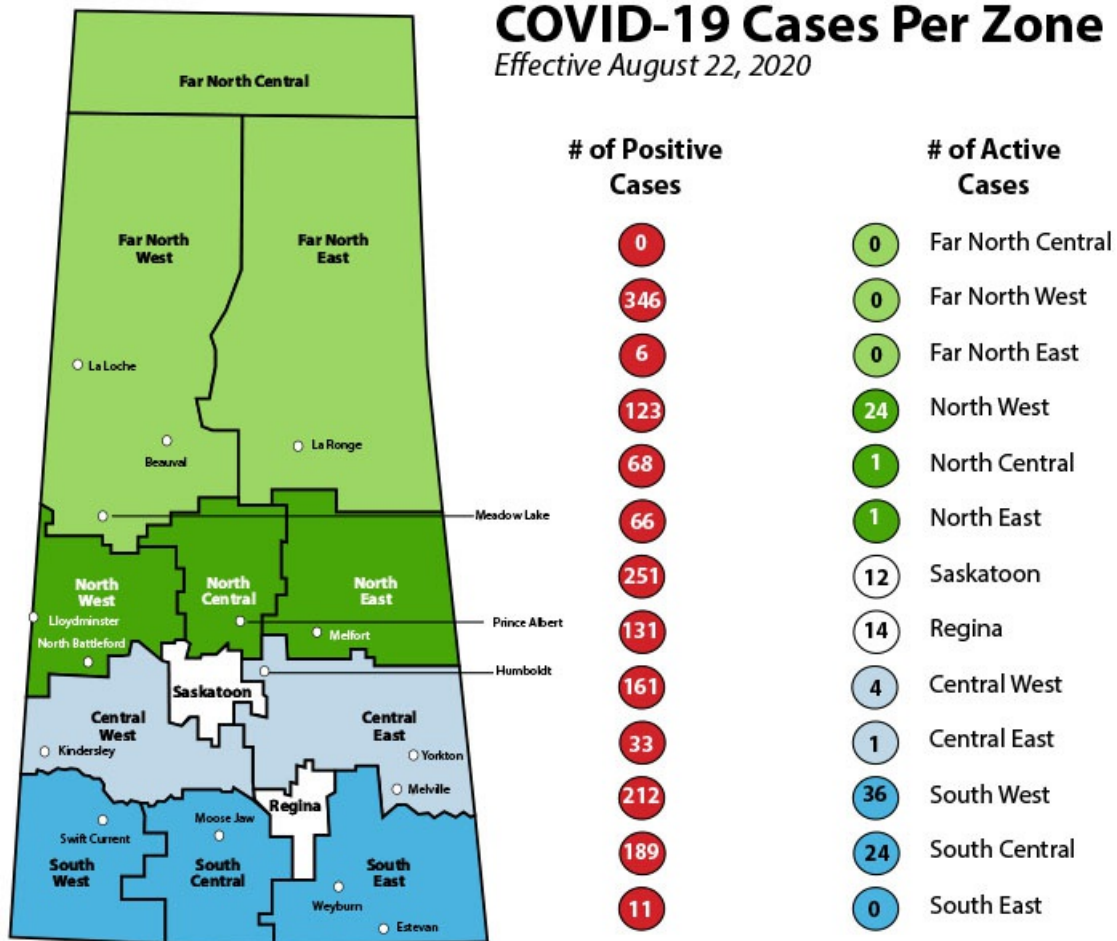 COVID-19 Cases Per Zone
Effective August 22, 2020
# of Positive
Cases
# of Active
Cases
0
0
Far North Central
346
0
Far North West
6
0
Far North East
123
24
North West
68
1
North Central
66
1
North East
251
12
Saskatoon
131
14
Regina
161
4
Central West
33
1
Central East
212
36
South West
189
24
South Central
11
0
South East
Far North Central
Far North
West
Far North
East
La Loche
Beauval
La Ronge
Meadow Lake
North
West
North
Central
North
East
Lloydminster
Prince Albert
North Battleford
Melfort
Humboldt
Saskatoon
Central
West
Central
East
Kindersley
Yorkton
Melville
Regina
Moose Jaw
Swift Current
South
West
South
Central
South
East
Weyburn
Estevan